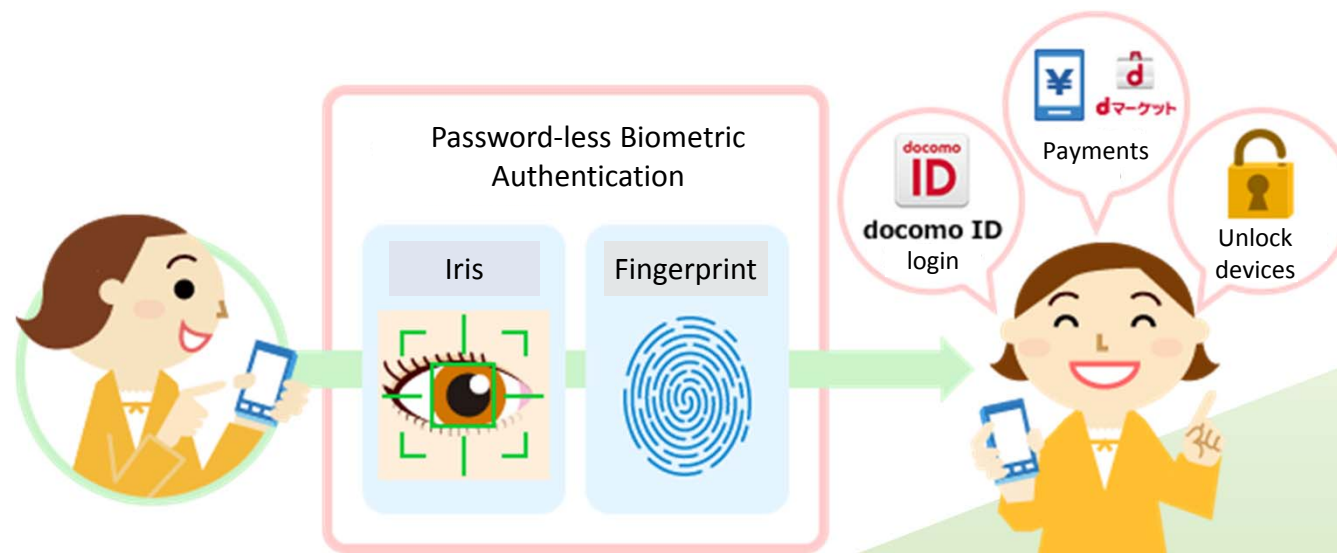 Password-less Biometric
Authentication
Iris
Fingerprint
docomo
ID
docomo ID
login
¥
d
dマーケット
Payments
Unlock
devices